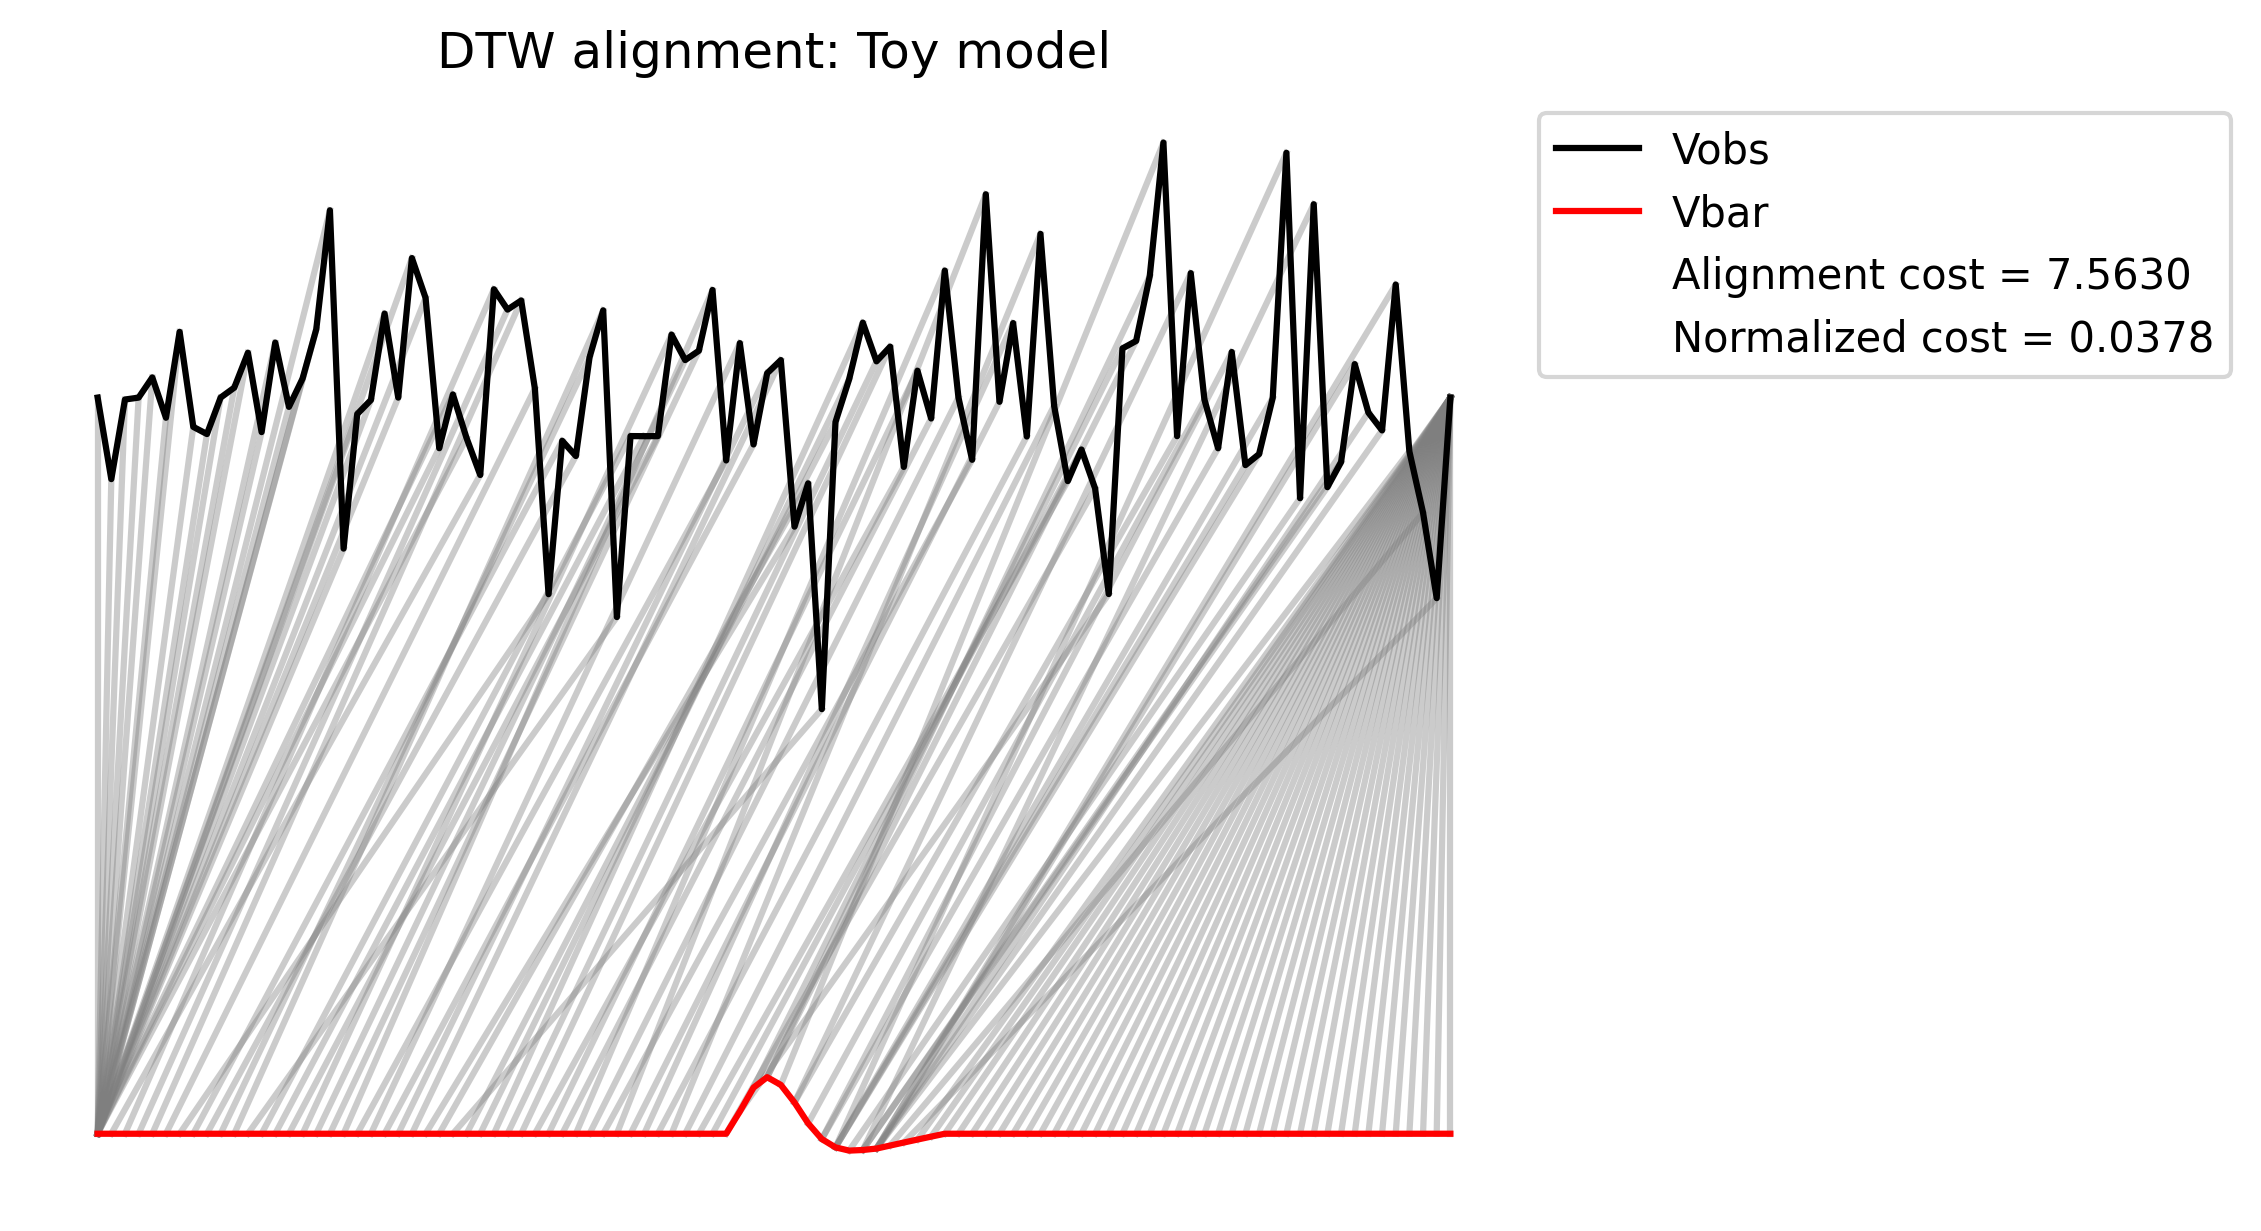 DTW alignment: Toy model
Vobs
Vbar
Alignment cost = 7.5630
Normalized cost = 0.0378